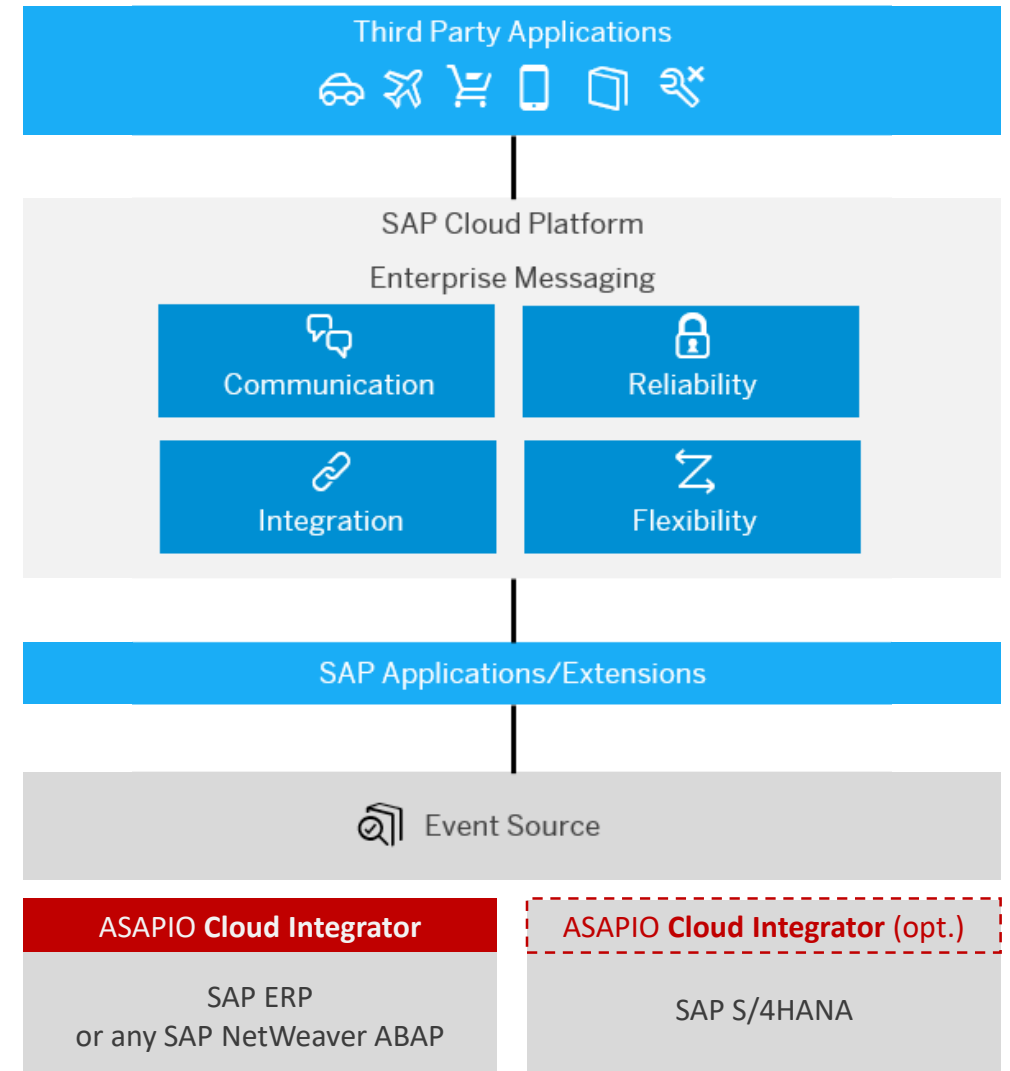 Third Party Applications
SAP Cloud Platform
Enterprise Messaging
Communication
Reliability
Integration
Flexibility
SAP Applications/Extensions
Event Source
ASAPIO Cloud Integrator
ASAPIO Cloud Integrator (opt.)
SAP ERP
or any SAP NetWeaver ABAP
SAP S/4HANA